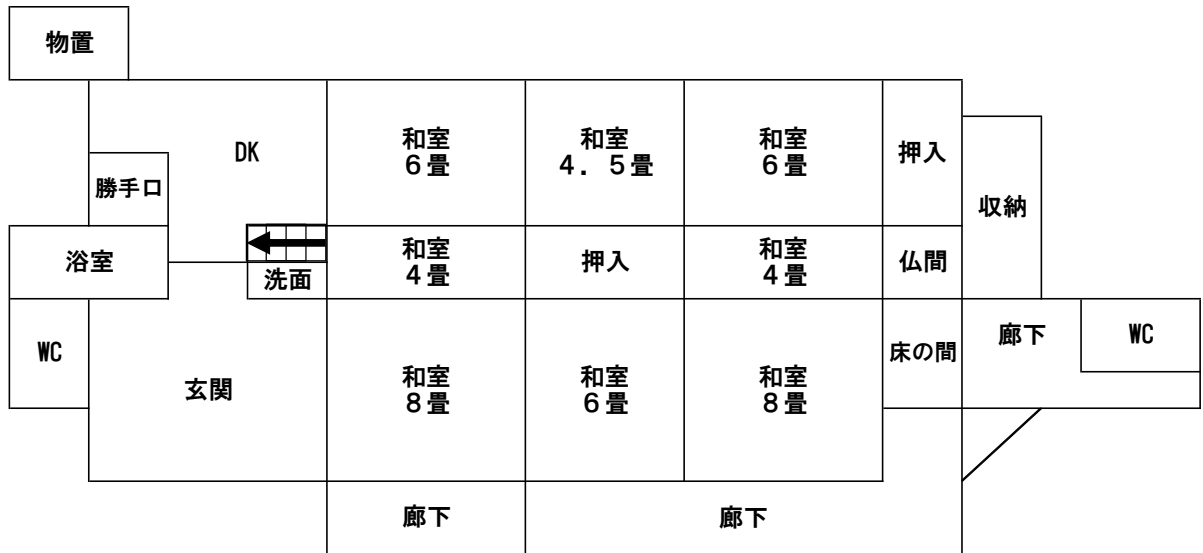 物置
DK
和室
6畳
和室
4．5畳
和室
6畳
押入
勝手口
収納
浴室
洗面
和室
4畳
押入
和室
4畳
仏間
WC
玄関
和室
8畳
和室
6畳
和室
8畳
床の間
廊下
WC
廊下
廊下